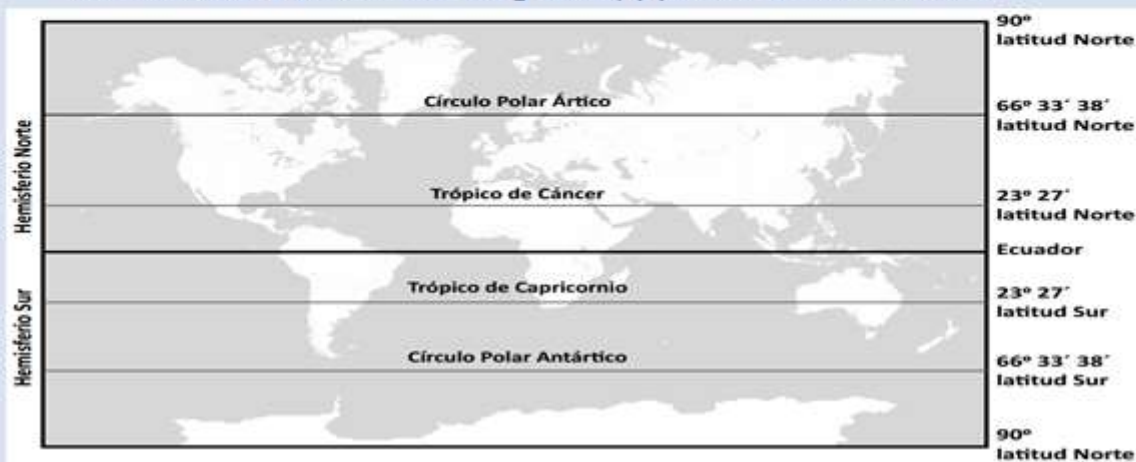 90º
latitud Norte
Círculo Polar Ártico
66º 33´ 38´
latitud Norte
Hemisferio Norte
Trópico de Cáncer
23º 27´
latitud Norte
Ecuador
Hemisferio Sur
Trópico de Capricornio
23º 27´
latitud Sur
Círculo Polar Antártico
66º 33´ 38´
latitud Sur
90º
latitud Norte